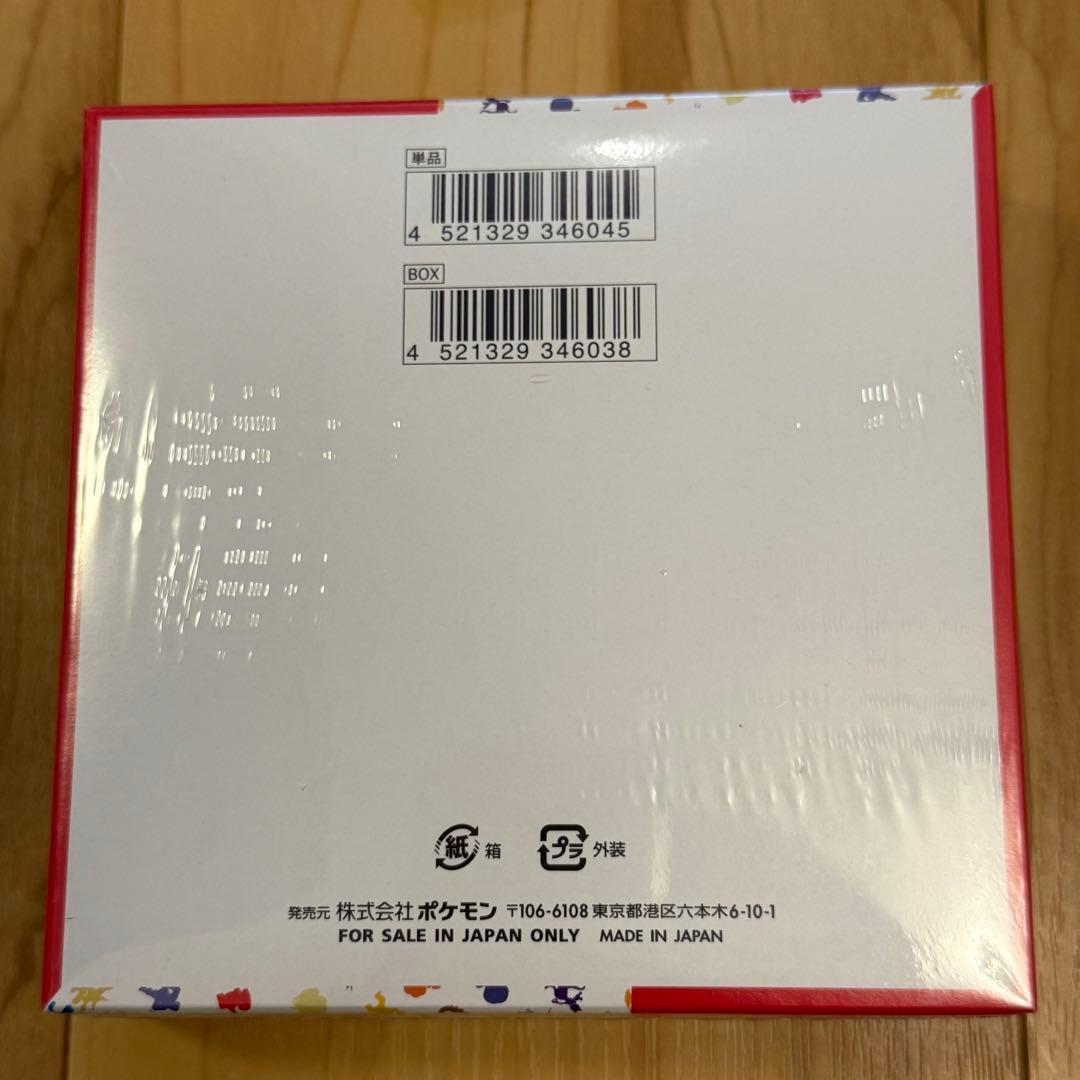 単品
4 521329 346045
BOX
4 521329 346038
紙 箱 プラ 外装
発売元 株式会社ポケモン 〒106-6108 東京都港区六本木6-10-1
FOR SALE IN JAPAN ONLY MADE IN JAPAN